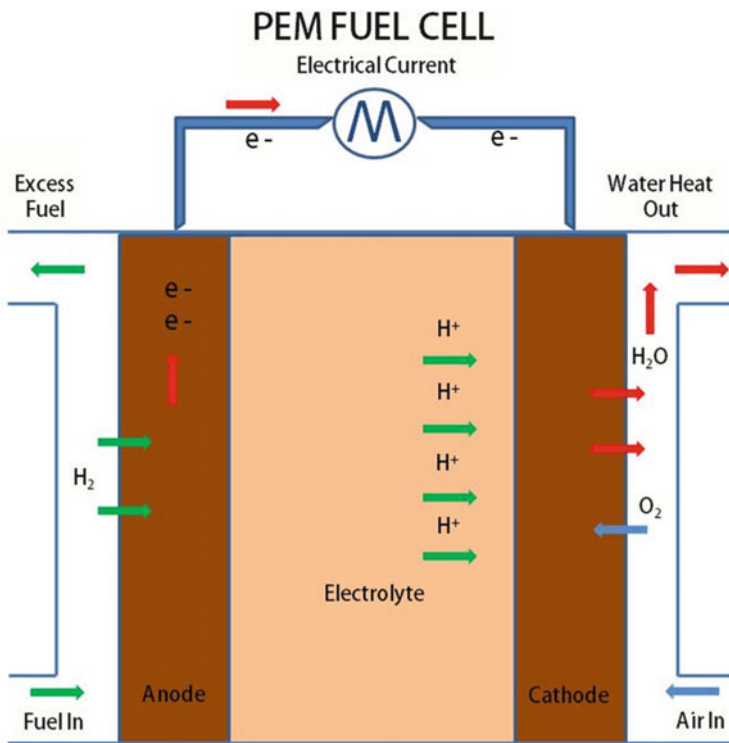 PEM FUEL CELL
Electrical Current
e -
e -
Excess
Fuel
Water Heat
Out
e -
e -
H⁺
H₂O
H⁺
H₂
H⁺
O₂
H⁺
Electrolyte
Anode
Cathode
Fuel In
Air In